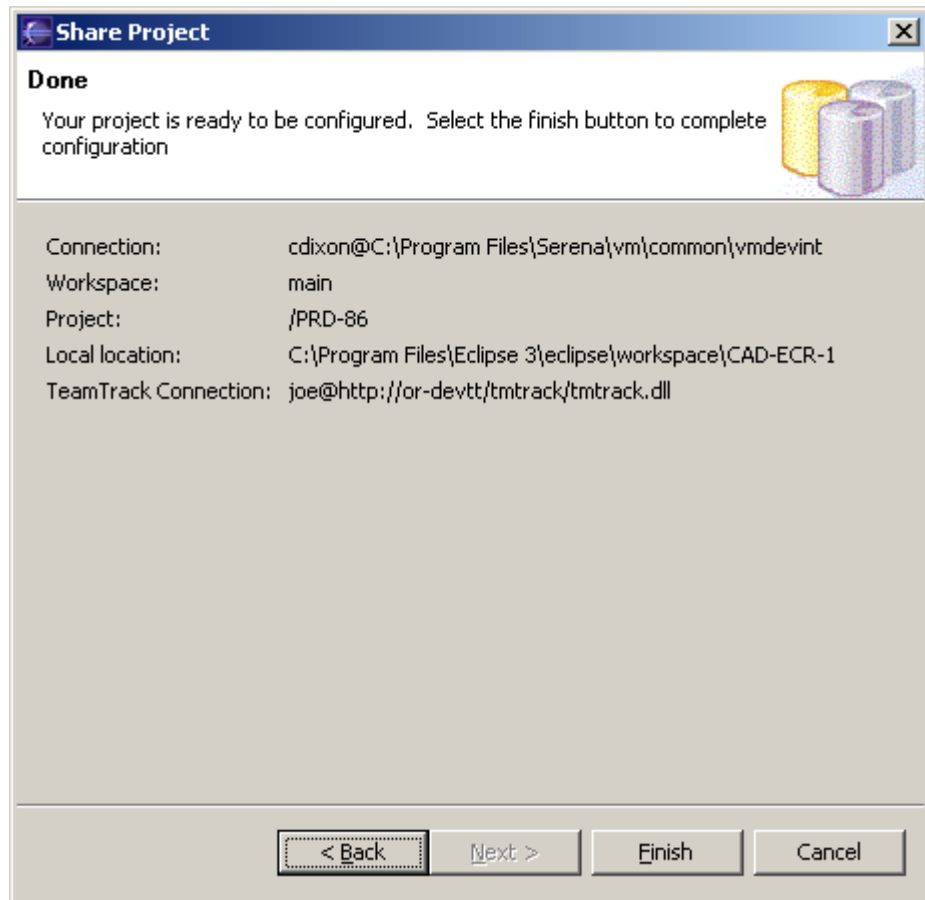 Share Project
Done
Your project is ready to be configured.  Select the finish button to complete
configuration
Connection: cdixon@C:\Program Files\Serena\vm\common\vmdevint
Workspace: main
Project: /PRD-86
Local location: C:\Program Files\Eclipse 3\eclipse\workspace\CAD-ECR-1
TeamTrack Connection: joe@http://or-devtt/tmtrack/tmtrack.dll
< Back Next > Finish Cancel